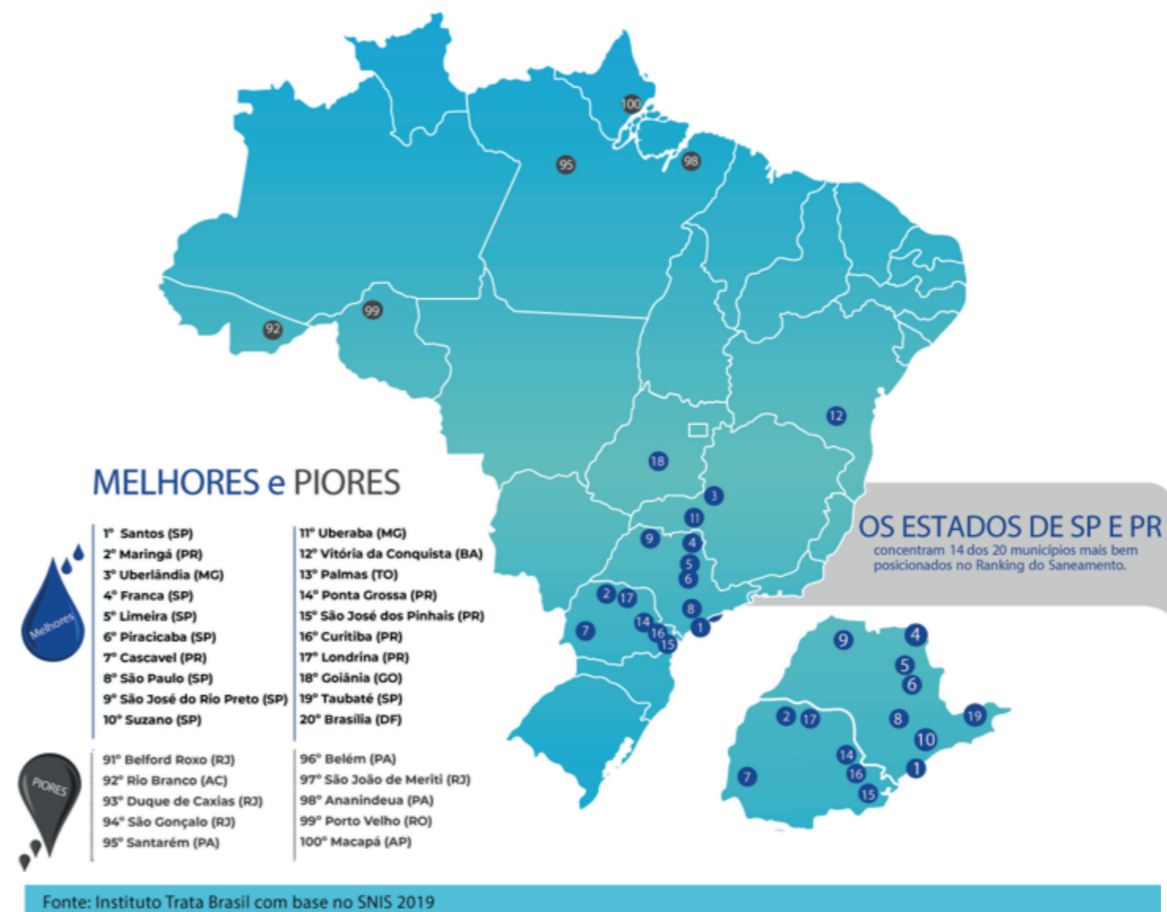 100
95
98
99
92
12
18
3
11
9
4
5
6
2
17
8
7
14
16
1
15
MELHORES e PIORES
Melhores
1º Santos (SP)
2º Maringá (PR)
3º Uberlândia (MG)
4º Franca (SP)
5º Limeira (SP)
6º Piracicaba (SP)
7º Cascavel (PR)
8º São Paulo (SP)
9º São José do Rio Preto (SP)
10º Suzano (SP)
11º Uberaba (MG)
12º Vitória da Conquista (BA)
13º Palmas (TO)
14º Ponta Grossa (PR)
15º São José dos Pinhais (PR)
16º Curitiba (PR)
17º Londrina (PR)
18º Goiânia (GO)
19º Taubaté (SP)
20º Brasília (DF)
PIORES
91º Belford Roxo (RJ)
92º Rio Branco (AC)
93º Duque de Caxias (RJ)
94º São Gonçalo (RJ)
95º Santarém (PA)
96º Belém (PA)
97º São João de Meriti (RJ)
98º Ananindeua (PA)
99º Porto Velho (RO)
100º Macapá (AP)
OS ESTADOS DE SP E PR
concentram 14 dos 20 municípios mais bem
posicionados no Ranking do Saneamento.
9
4
5
6
2
17
8
19
10
14
7
16
1
15
Fonte: Instituto Trata Brasil com base no SNIS 2019